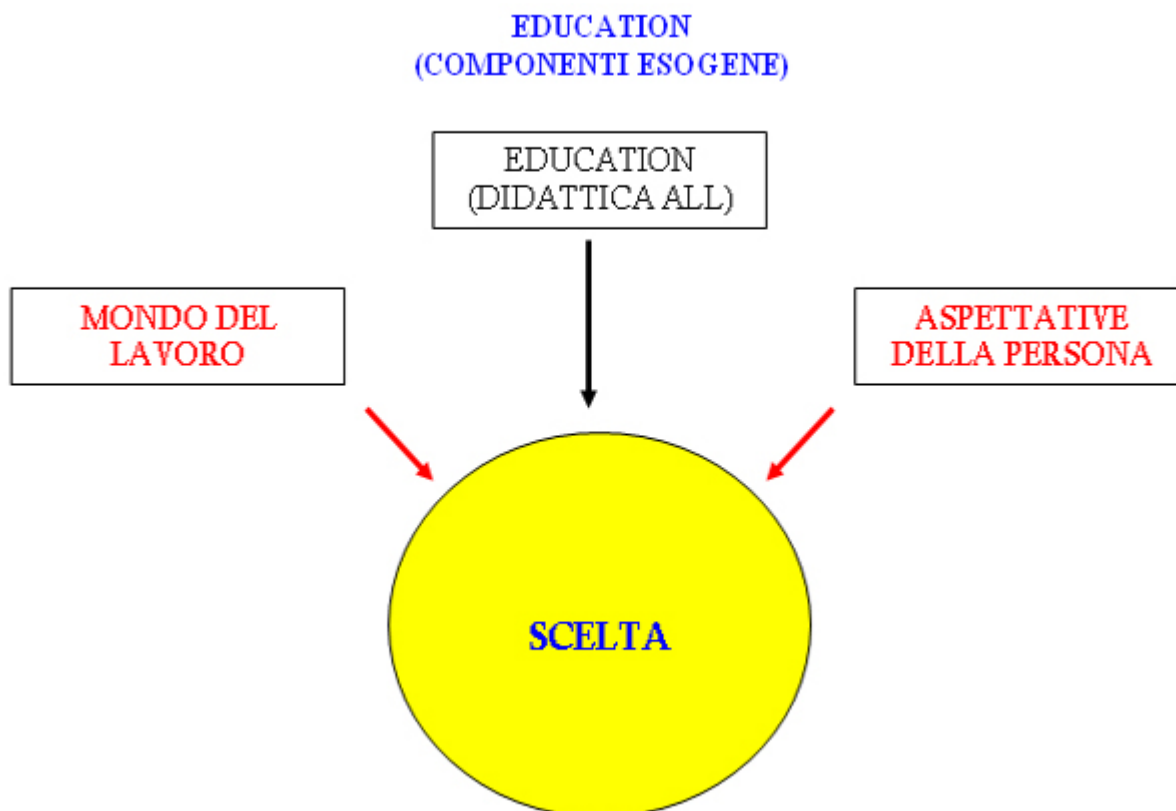 EDUCATION
(COMPONENTI ESOGENE)
EDUCATION
(DIDATTICA ALL)
MONDO DEL
LAVORO
ASPETTATIVE
DELLA PERSONA
SCELTA